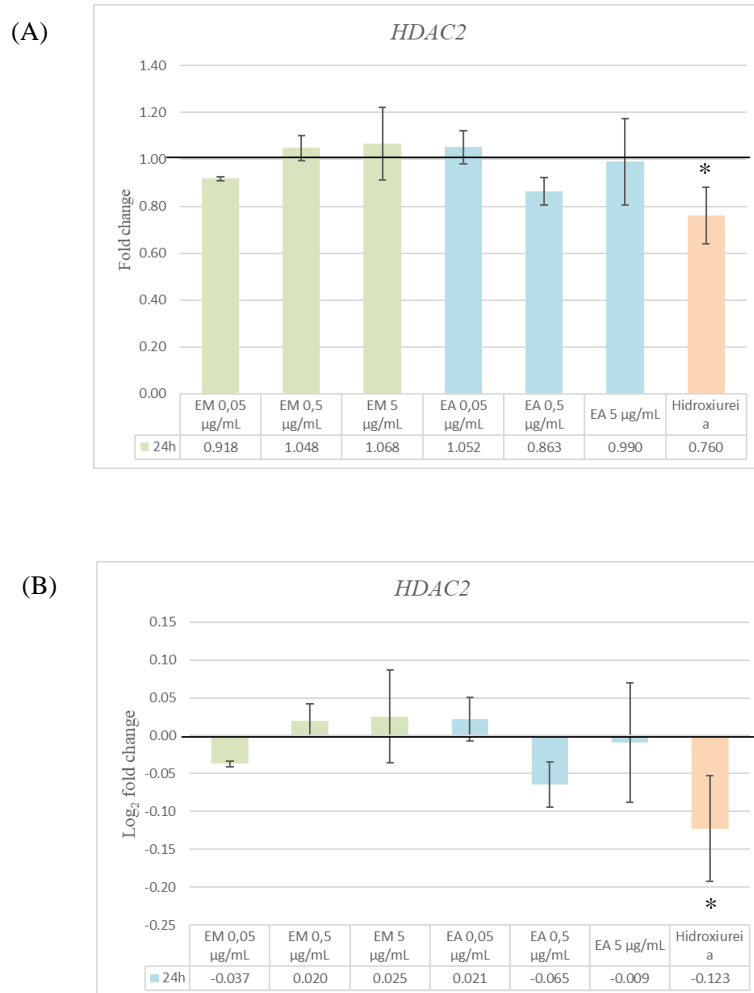 (A)
HDAC2
Fold change
1.40
1.20
1.00
0.80
0.60
0.40
0.20
0.00
*
EM 0,05 EM 0,5 EM 5 EA 0,05 EA 0,5 EA 5 µg/mL Hidroxiurei
µg/mL µg/mL µg/mL µg/mL µg/mL a
24h 0.918 1.048 1.068 1.052 0.863 0.990 0.760
(B)
HDAC2
Log2 fold change
0.15
0.10
0.05
0.00
-0.05
-0.10
-0.15
-0.20
-0.25
*
EM 0,05 EM 0,5 EM 5 EA 0,05 EA 0,5 EA 5 µg/mL Hidroxiurei
µg/mL µg/mL µg/mL µg/mL µg/mL a
24h -0.037 0.020 0.025 0.021 -0.065 -0.009 -0.123